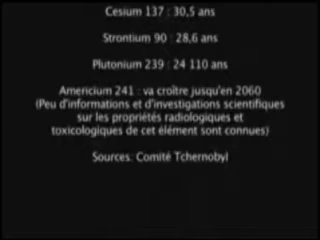 Cesium 137 : 30,5 ans
Strontium 90 : 28,6 ans
Plutonium 239 : 24 110 ans
Americium 241 : va croître jusqu'en 2060
(Peu d'informations et d'investigations scientifiques
sur les propriétés radiologiques et
toxicologiques de cet élément sont connues)
Sources: Comité Tchernobyl